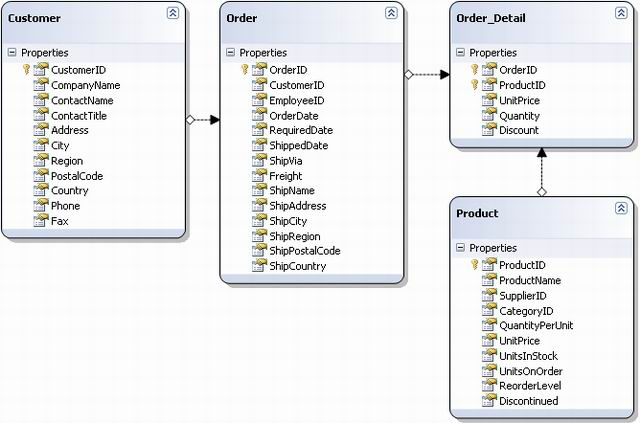 Customer
Properties
CustomerID
CompanyName
ContactName
ContactTitle
Address
City
Region
PostalCode
Country
Phone
Fax
Order
Properties
OrderID
CustomerID
EmployeeID
OrderDate
RequiredDate
ShippedDate
ShipVia
Freight
ShipName
ShipAddress
ShipCity
ShipRegion
ShipPostalCode
ShipCountry
Order_Detail
Properties
OrderID
ProductID
UnitPrice
Quantity
Discount
Product
Properties
ProductID
ProductName
SupplierID
CategoryID
QuantityPerUnit
UnitPrice
UnitsInStock
UnitsOnOrder
ReorderLevel
Discontinued